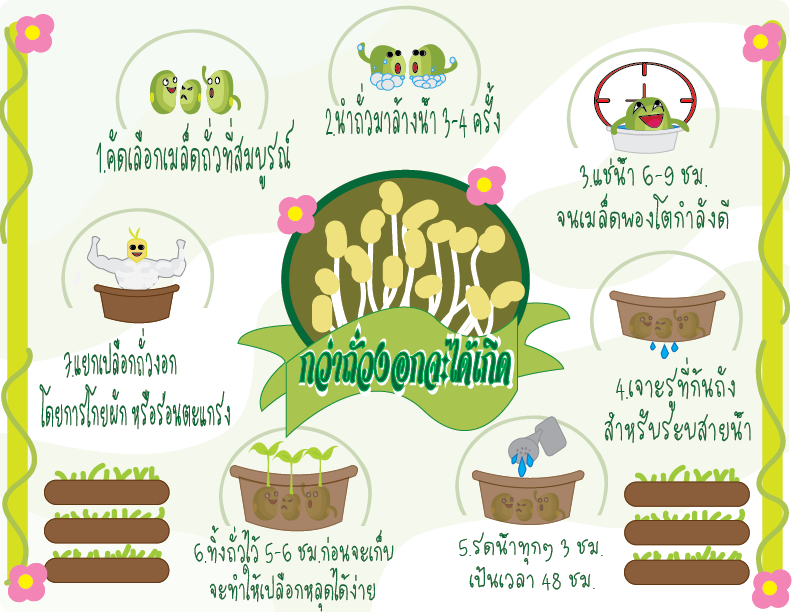 กว่าถั่วงอกจะได้เกิด
1.คัดเลือกเมล็ดถั่วที่สมบูรณ์
2.นำถั่วมาล้างน้ำ 3-4 ครั้ง
3.แช่น้ำ 6-9 ชม.
จนเมล็ดพองโตกำลังดี
4.เจาะรูที่ก้นถัง
สำหรับระบบสายน้ำ
5.รดน้ำทุกๆ 3 ชม.
เป็นเวลา 48 ชม.
6.ทิ้งถั่วไว้ 5-6 ชม.ก่อนจะเก็บ
จะทำให้เปลือกหลุดได้ง่าย
7.แยกเปลือกถั่วงอก
โดยการโกยผัก หรือร่อนตะแกรง